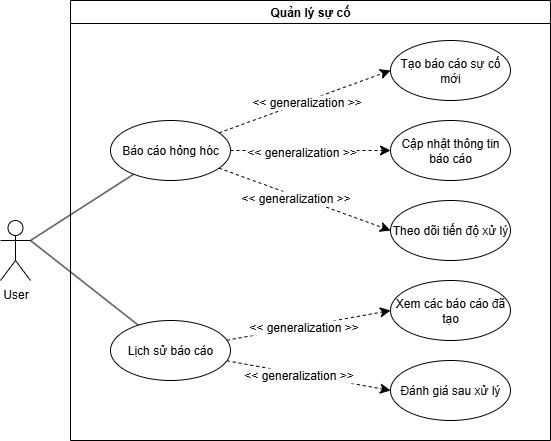 Quản lý sự cố
Tạo báo cáo sự cố
mới
<< generalization >>
Báo cáo hỏng hóc
<< generalization >>
Cập nhật thông tin
báo cáo
<< generalization >>
Theo dõi tiến độ xử lý
User
Xem các báo cáo đã
tạo
<< generalization >>
Lịch sử báo cáo
<< generalization >>
Đánh giá sau xử lý